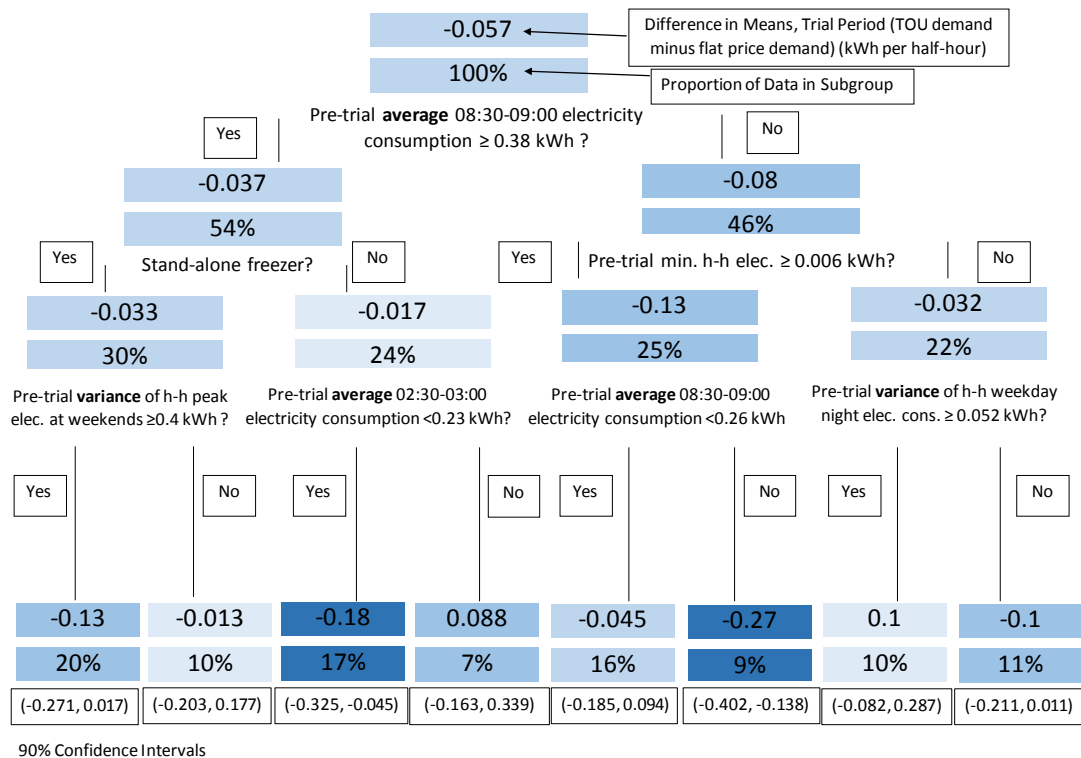 -0.057
Difference in Means, Trial Period (TOU demand
minus flat price demand) (kWh per half-hour)
100%
Proportion of Data in Subgroup
Pre-trial average 08:30-09:00 electricity
consumption ≥ 0.38 kWh ?
Yes
No
-0.037
-0.08
54%
46%
Yes
Stand-alone freezer?
No
Yes
Pre-trial min. h-h elec. ≥ 0.006 kWh?
No
-0.033
-0.017
-0.13
-0.032
30%
24%
25%
22%
Pre-trial variance of h-h peak
elec. at weekends ≥0.4 kWh ?
Pre-trial average 02:30-03:00
electricity consumption <0.23 kWh?
Pre-trial average 08:30-09:00
electricity consumption <0.26 kWh
Pre-trial variance of h-h weekday
night elec. cons. ≥ 0.052 kWh?
Yes
No
Yes
No
Yes
No
Yes
No
-0.13
-0.013
-0.18
0.088
-0.045
-0.27
0.1
-0.1
20%
10%
17%
7%
16%
9%
10%
11%
(-0.271, 0.017)
(-0.203, 0.177)
(-0.325, -0.045)
(-0.163, 0.339)
(-0.185, 0.094)
(-0.402, -0.138)
(-0.082, 0.287)
(-0.211, 0.011)
90% Confidence Intervals